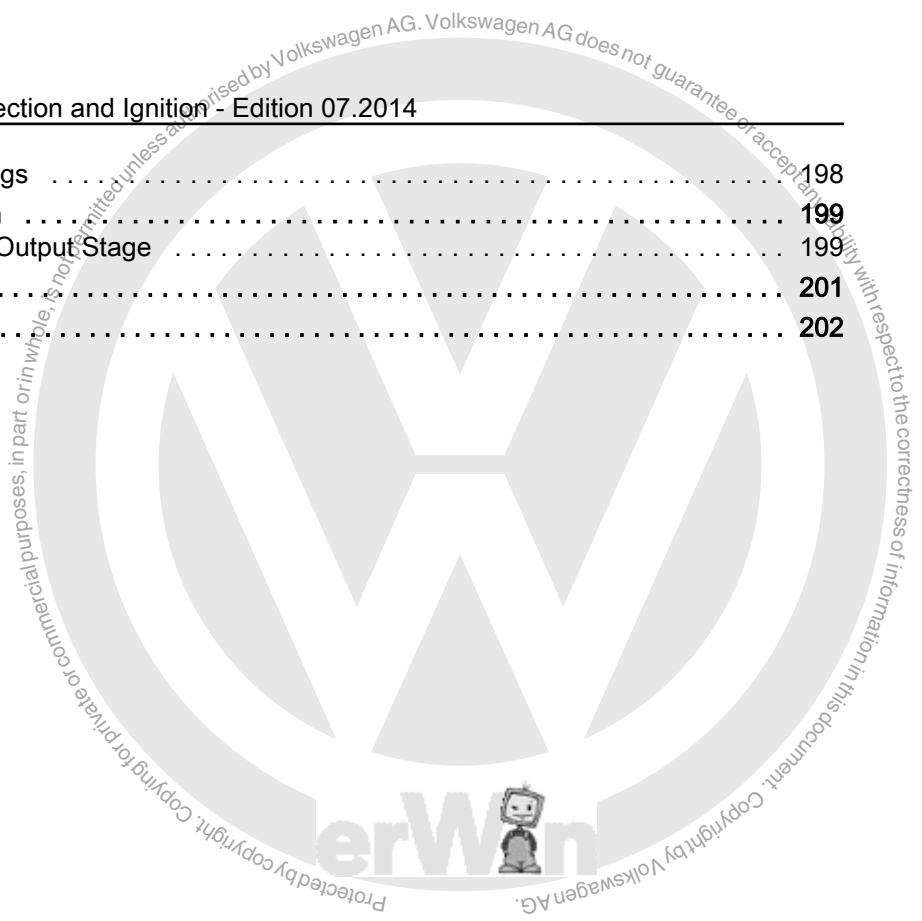 ection and Ignition - Edition 07.2014
gs . . . . . . . . . . . . . . . . . . . . . . . . . . . . . . . . . . . . . . . . . . . . . . . . . . 198
n . . . . . . . . . . . . . . . . . . . . . . . . . . . . . . . . . . . . . . . . . . . . . . . . . . . . 199
Output Stage . . . . . . . . . . . . . . . . . . . . . . . . . . . . . . . . . . . . . . . . . . 199
. . . . . . . . . . . . . . . . . . . . . . . . . . . . . . . . . . . . . . . . . . . . . . . . . . . . . . 201
. . . . . . . . . . . . . . . . . . . . . . . . . . . . . . . . . . . . . . . . . . . . . . . . . . . . . . 202
Protected by copyright. Copying for private or commercial purposes, in part or in whole, is not permitted unless authorised by Volkswagen AG. Volkswagen AG does not guarantee or accept any liability with respect to the correctness of information in this document. Copyright by Volkswagen AG.
erWin